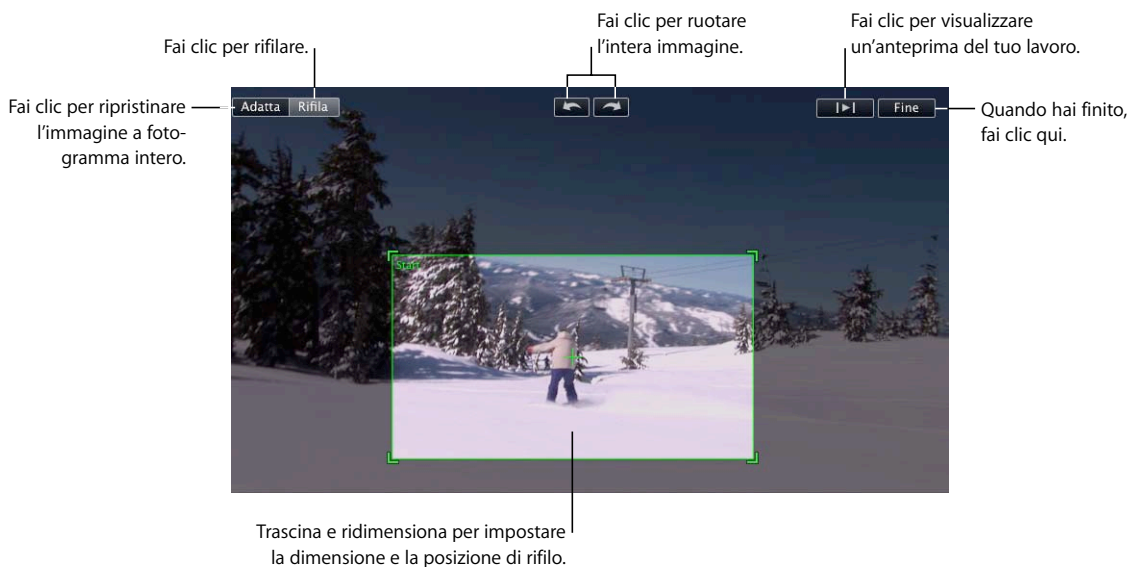 Fai clic per ruotare
l'intera immagine.
Fai clic per visualizzare
un'anteprima del tuo lavoro.
Fai clic per rifilare.
Fai clic per ripristinare
l'immagine a foto-
gramma intero.
Adatta Rifila
Fine
Quando hai finito,
fai clic qui.
Start
Trascina e ridimensiona per impostare
la dimensione e la posizione di rifilo.